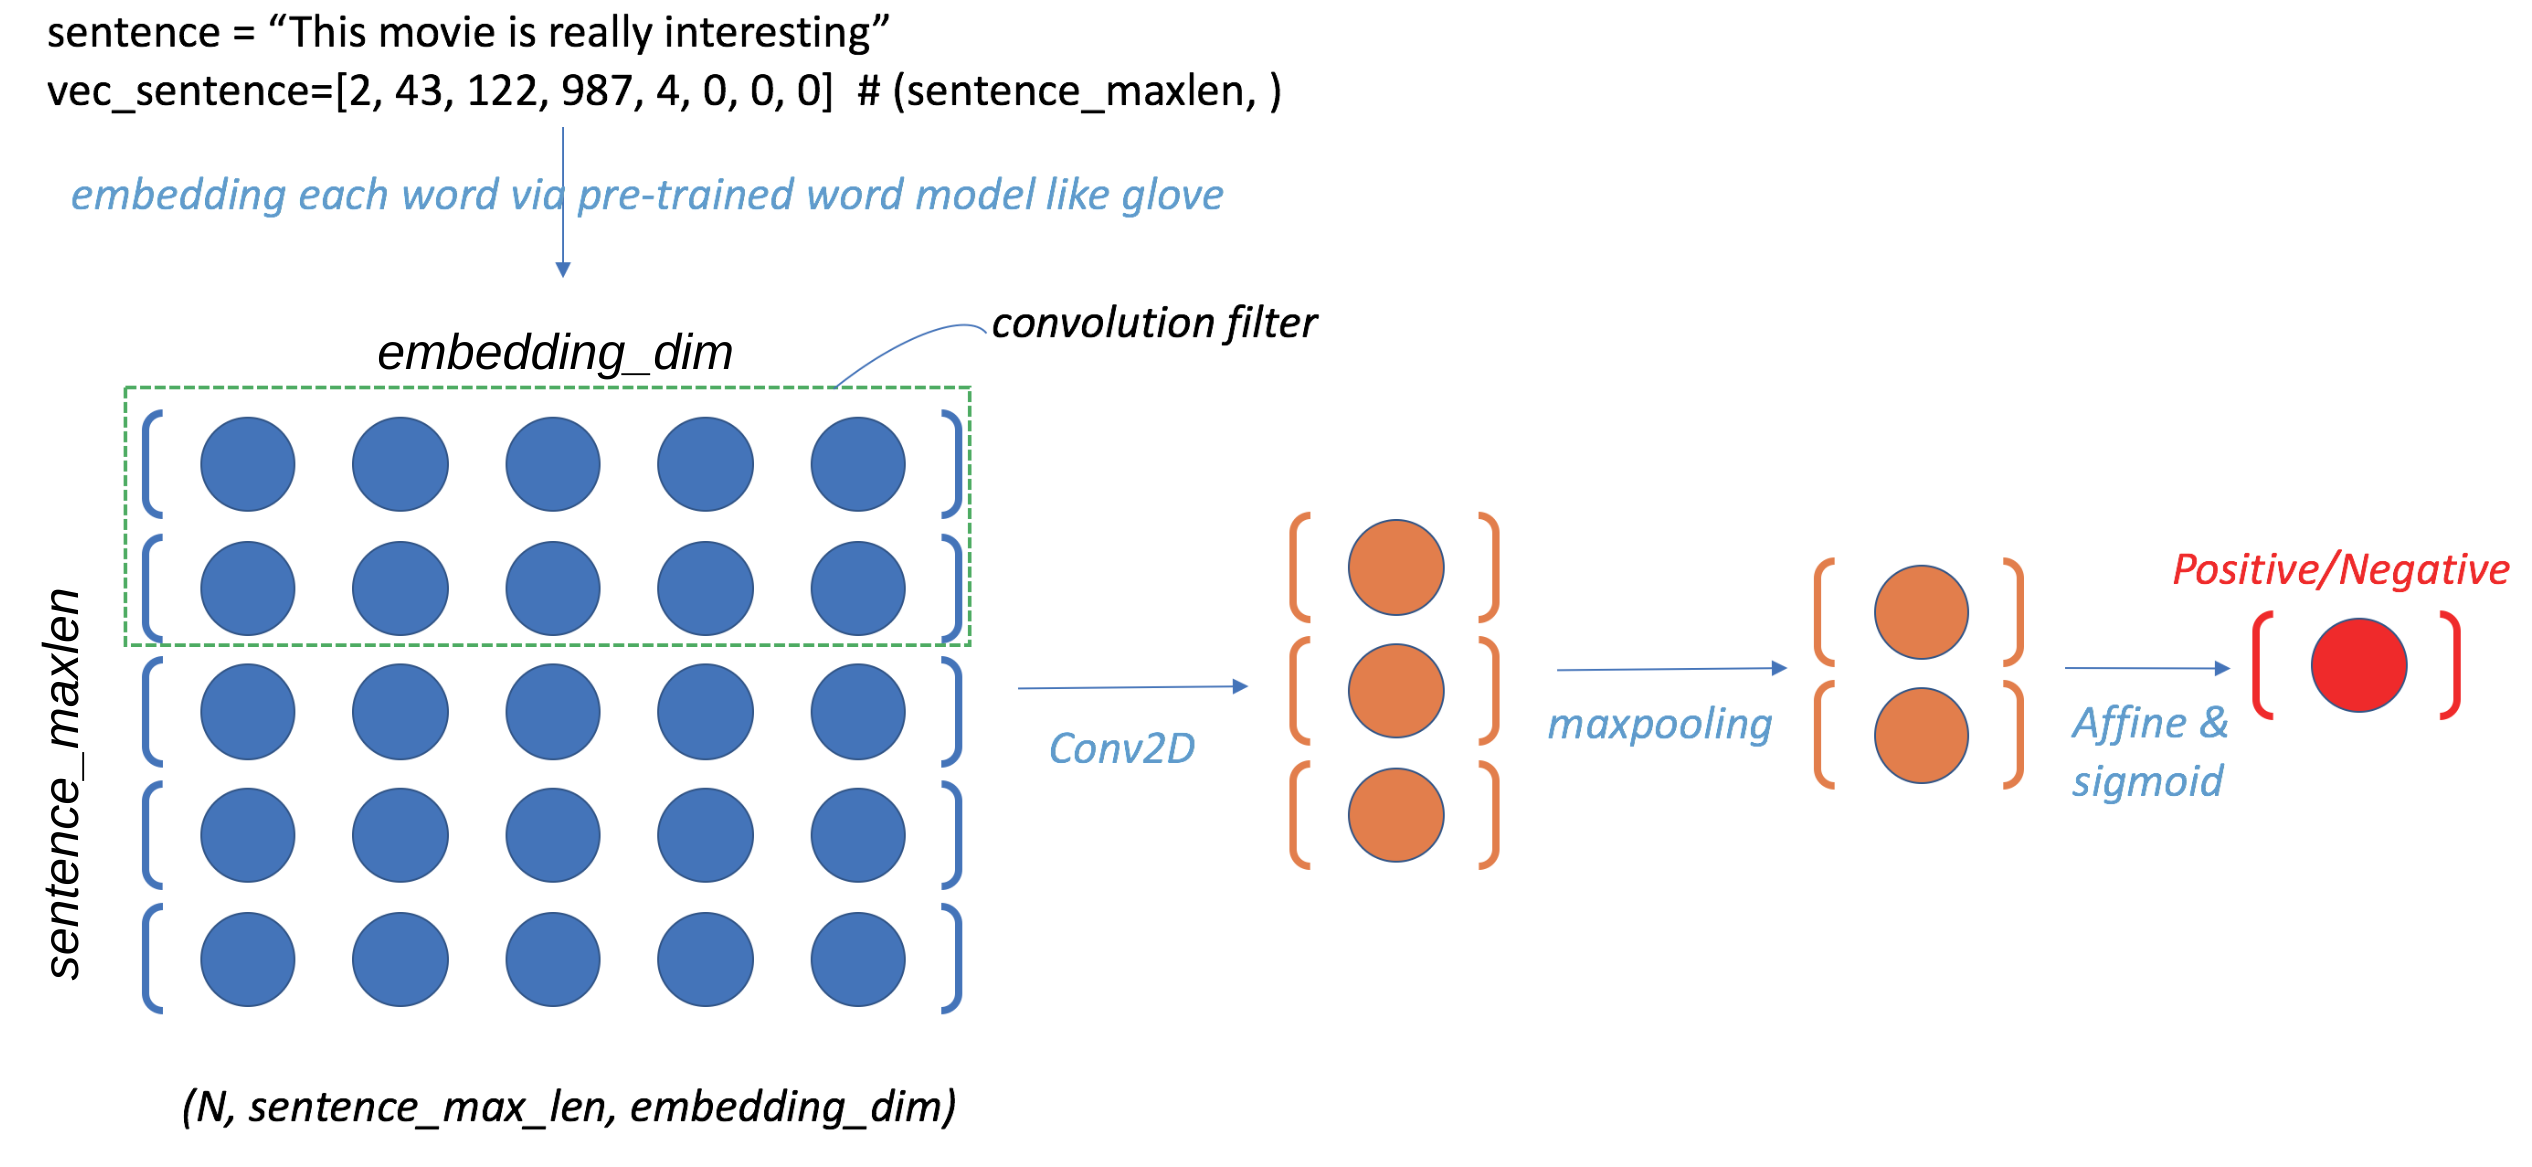 sentence = “This movie is really interesting”
vec_sentence=[2, 43, 122, 987, 4, 0, 0, 0]  # (sentence_maxlen, )
embedding each word via pre-trained word model like glove
convolution filter
embedding_dim
sentence_maxlen
Conv2D
maxpooling
Positive/Negative
Affine &
sigmoid
(N, sentence_max_len, embedding_dim)